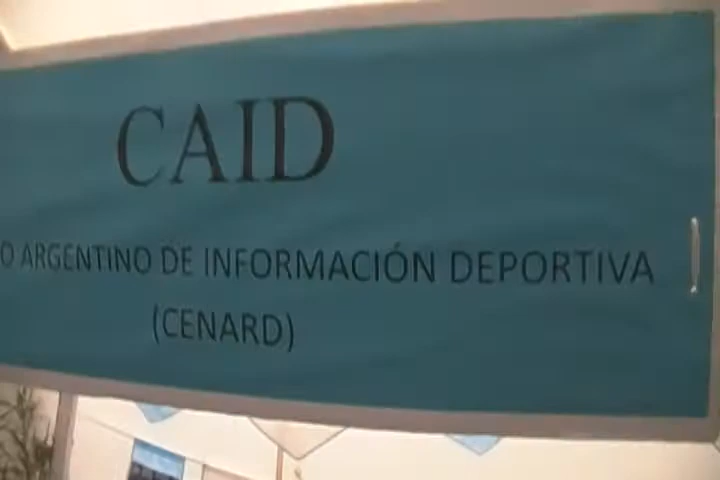 CAID
O ARGENTINO DE INFORMACIÓN DEPORTIVA
(CENARD)